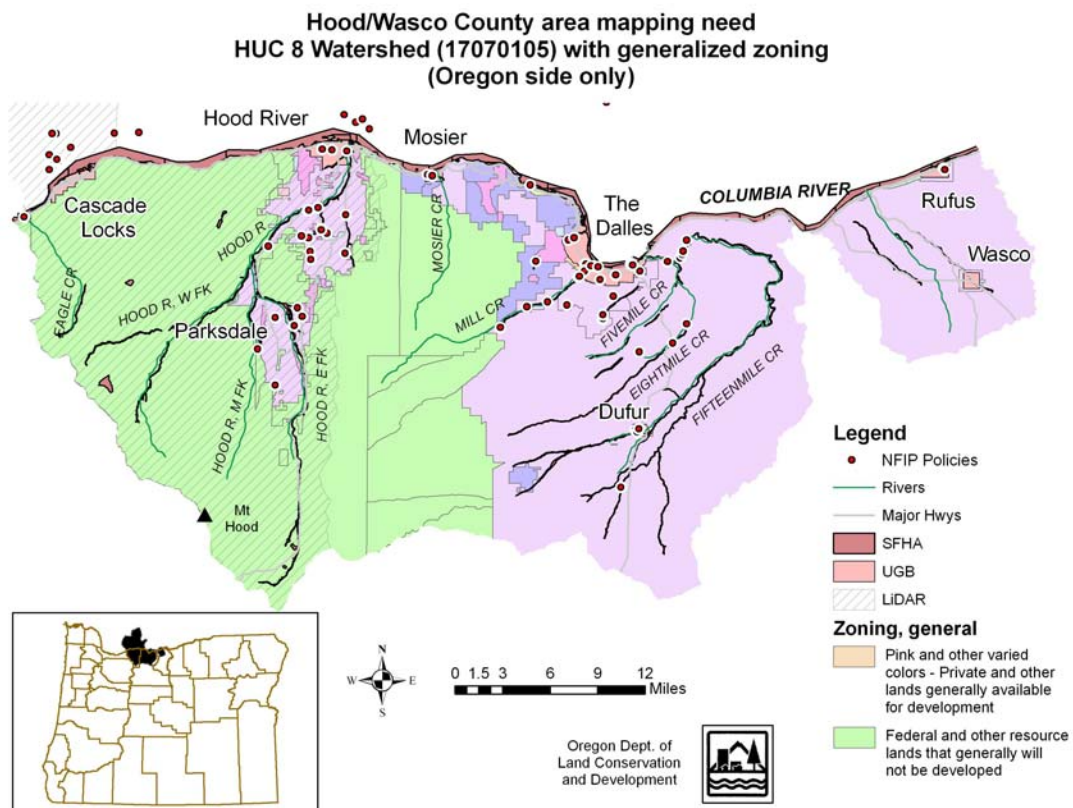 Hood/Wasco County area mapping need
HUC 8 Watershed (17070105) with generalized zoning
(Oregon side only)
Hood River
Mosier
Cascade
Locks
The
Dalles
COLUMBIA RIVER
Rufus
Wasco
HOOD R.
MOSIER CR
EAGLE CR
HOOD R, W FK
MILL CR
FIVEMILE CR
Parksdale
EIGHTMILE CR
FIFTEENMILE CR
HOOD R, M FK
HOOD R, E FK
Dufur
Mt
Hood
Legend
NFIP Policies
Rivers
Major Hwys
SFHA
UGB
LiDAR
Zoning, general
Pink and other varied
colors - Private and other
lands generally available
for development
Federal and other resource
lands that generally will
not be developed
N
W
E
S
0 1.5 3 6 9 12
Miles
Oregon Dept. of
Land Conservation
and Development